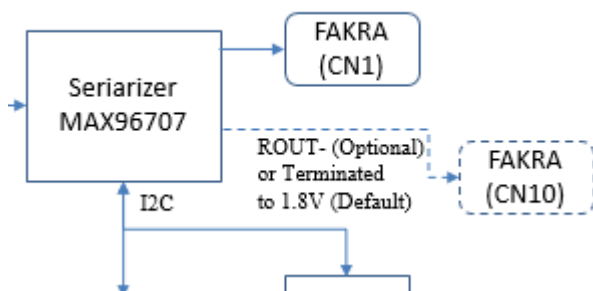 FAKRA
(CN1)
Seriarizer
MAX96707
ROUT- (Optional)
or Terminated
to 1.8V (Default)
FAKRA
(CN10)
I2C